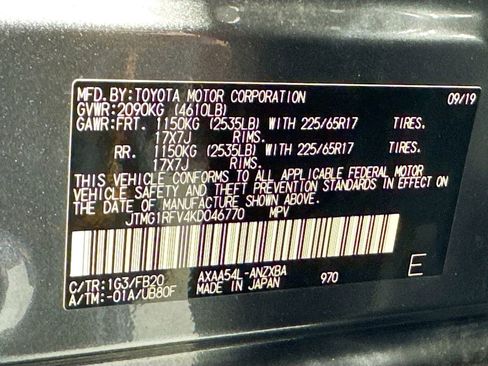 MFD.BY:TOYOTA MOTOR CORPORATION 09/19
GVWR:2090KG (4610LB)
GAWR:FRT. 1150KG (2535LB) WITH 225/65R17 TIRES.
17X7J RIMS.
RR. 1150KG (2535LB) WITH 225/65R17 TIRES.
17X7J RIMS.
THIS VEHICLE CONFORMS TO ALL APPLICABLE FEDERAL MOTOR
VEHICLE SAFETY AND THEFT PREVENTION STANDARDS IN EFFECT ON
THE DATE OF MANUFACTURE SHOWN ABOVE.
JTMG1RFV4KD046770 MPV
C/TR:1G3/FB20 AXAA54L-ANZXBA 970 E
A/TM:-01A/UB80F MADE IN JAPAN